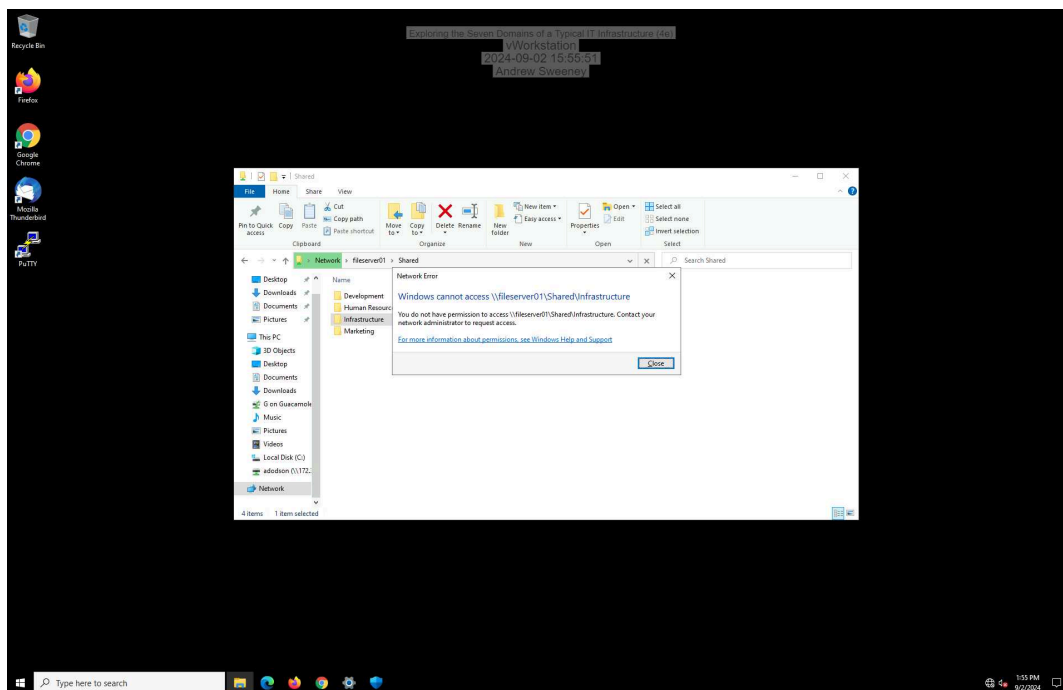 Recycle Bin
Firefox
Google
Chrome
Mozilla
Thunderbird
PuTTY
Exploring the Seven Domains of a Typical IT Infrastructure (4e)
vWorkstation
2024-09-02 15:55:51
Andrew Sweeney
Shared
File Home Share View
Pin to Quick
access
Copy
Paste
Cut
Copy path
Paste shortcut
Clipboard
Move
to
Copy
to
Delete
Rename
Organize
New
folder
New item
Easy access
New
Properties
Open
Edit
Open
Select all
Select none
Invert selection
Select
Network > fileserver01 > Shared
Search Shared
Desktop
Downloads
Documents
Pictures
This PC
3D Objects
Desktop
Documents
Downloads
G on Guacamole
Music
Pictures
Videos
Local Disk (C:)
adodson (\\172.
Network
Name
Development
Human Resourc
Infrastructure
Marketing
Network Error
Windows cannot access \\fileserver01\Shared\Infrastructure
You do not have permission to access \\fileserver01\Shared\Infrastructure. Contact your
network administrator to request access.
For more information about permissions, see Windows Help and Support
Close
4 items 1 item selected
Type here to search
1:55 PM
9/2/2024